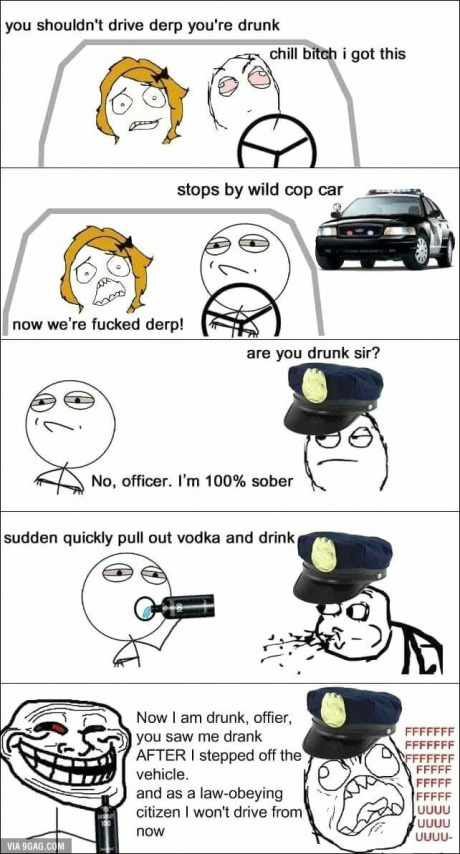 you shouldn't drive derp you're drunk
chill bitch i got this
stops by wild cop car
now we're fucked derp!
are you drunk sir?
No, officer. I'm 100% sober
sudden quickly pull out vodka and drink
100
Now I am drunk, offier,
you saw me drank
AFTER I stepped off the
vehicle.
and as a law-obeying
citizen I won't drive from
now
100
FFFFFFF
FFFFFFF
FFFFFFF
FFFFF
FFFFF
FFFFF
UUUU
UUUU
UUUU-
VIA 9GAG.COM